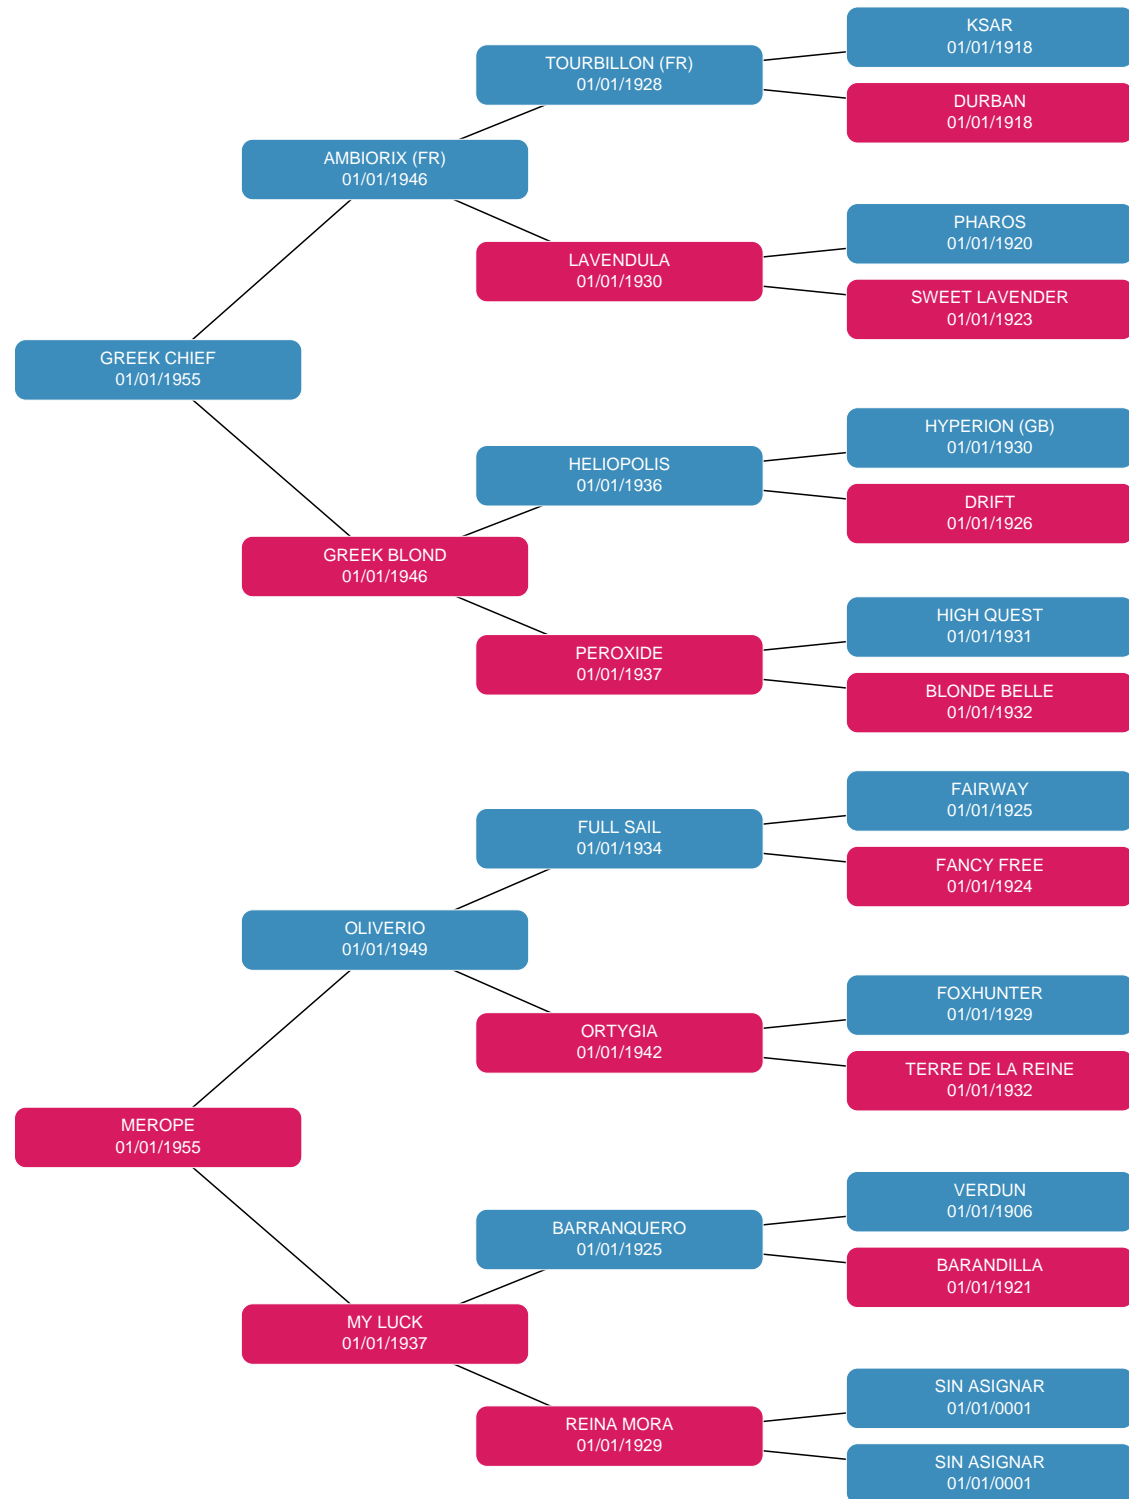 KSAR
01/01/1918
TOURBILLON (FR)
01/01/1928
DURBAN
01/01/1918
AMBIORIX (FR)
01/01/1946
PHAROS
01/01/1920
LAVENDULA
01/01/1930
SWEET LAVENDER
01/01/1923
GREEK CHIEF
01/01/1955
HYPERION (GB)
01/01/1930
HELIOPOLIS
01/01/1936
DRIFT
01/01/1926
GREEK BLOND
01/01/1946
HIGH QUEST
01/01/1931
PEROXIDE
01/01/1937
BLONDE BELLE
01/01/1932
FAIRWAY
01/01/1925
FULL SAIL
01/01/1934
FANCY FREE
01/01/1924
OLIVERIO
01/01/1949
FOXHUNTER
01/01/1929
ORTYGIA
01/01/1942
TERRE DE LA REINE
01/01/1932
MEROPE
01/01/1955
VERDUN
01/01/1906
BARRANQUERO
01/01/1925
BARANDILLA
01/01/1921
MY LUCK
01/01/1937
SIN ASIGNAR
01/01/0001
REINA MORA
01/01/1929
SIN ASIGNAR
01/01/0001